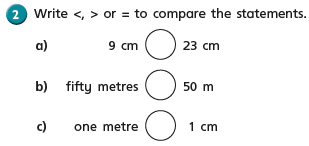 2 Write <, > or = to compare the statements.
a) 9 cm 23 cm
b) fifty metres 50 m
c) one metre 1 cm